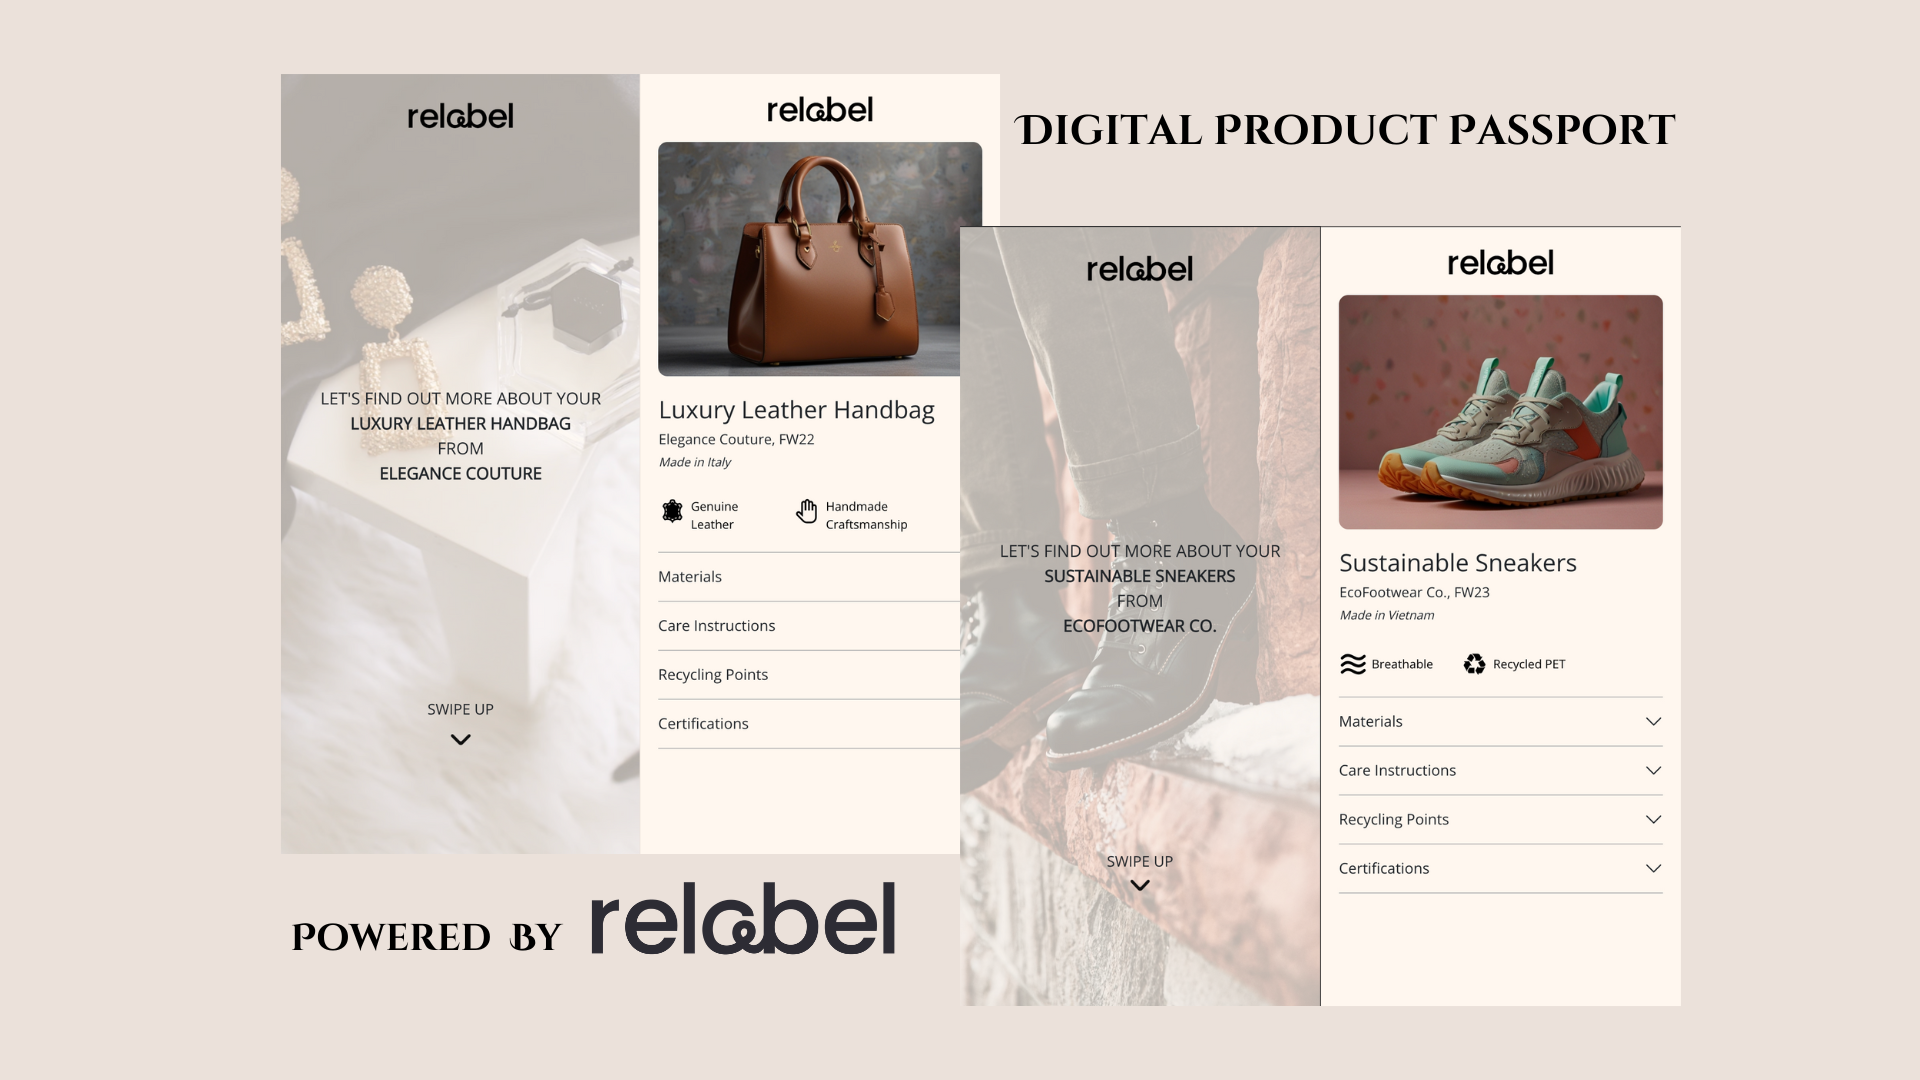 relabel
LET'S FIND OUT MORE ABOUT YOUR
LUXURY LEATHER HANDBAG
FROM
ELEGANCE COUTURE
SWIPE UP
relabel
Luxury Leather Handbag
Elegance Couture, FW22
Made in Italy
Genuine
Leather
Handmade
Craftsmanship
Materials
Care Instructions
Recycling Points
Certifications
DIGITAL PRODUCT PASSPORT
relabel
LET'S FIND OUT MORE ABOUT YOUR
SUSTAINABLE SNEAKERS
FROM
ECOFOOTWEAR CO.
SWIPE UP
relabel
Sustainable Sneakers
EcoFootwear Co., FW23
Made in Vietnam
Breathable
Recycled PET
Materials
Care Instructions
Recycling Points
Certifications
POWERED BY relabel